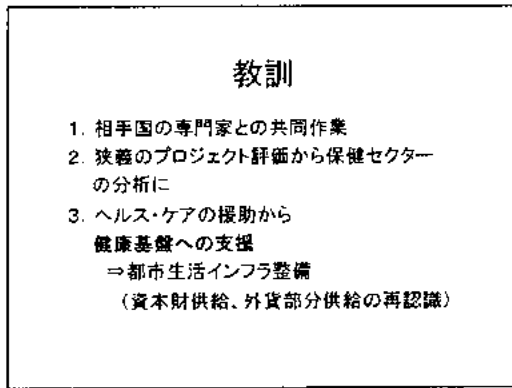 教訓
1. 相手国の専門家との共同作業
2. 狭義のプロジェクト評価から保健セクター
の分析に
3. ヘルス・ケアの援助から
健康基盤への支援
⇒都市生活インフラ整備
（資本財供給、外貨部分供給の再認識）